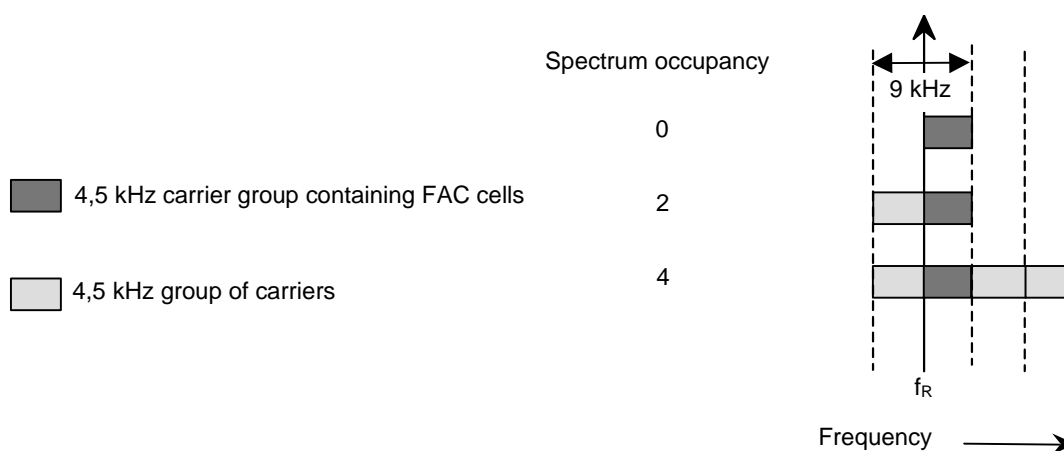 Spectrum occupancy
9 kHz
0
4,5 kHz carrier group containing FAC cells
2
4,5 kHz group of carriers
4
fR
Frequency